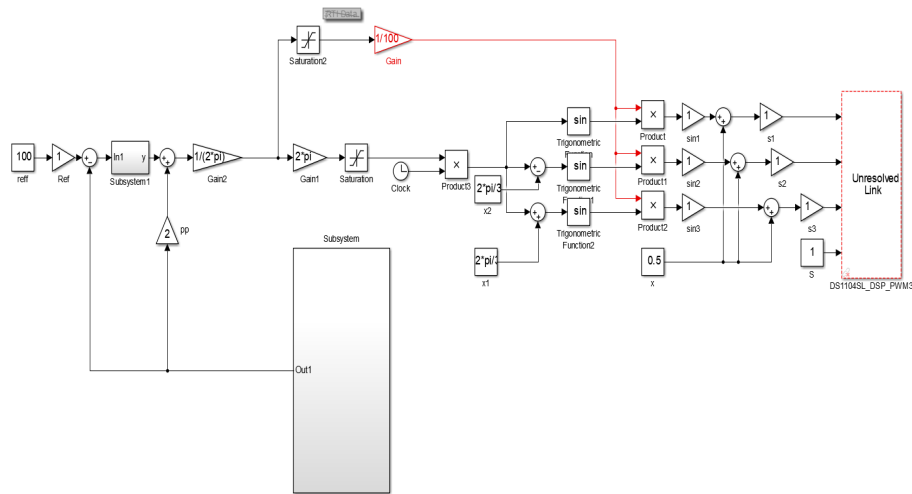 RTI Data
1/100
Saturation2
Gain
100
reff
1
Ref
In1 y
Subsystem1
1/(2*pi)
Gain2
2*pi
Gain1
Saturation
Clock
×
Product3
2*pi/3
x2
2*pi/3
x1
sin
Trigonometric
sin
Trigonometric
sin
Trigonometric
Function2
×
Product
×
Product1
×
Product2
1
sin1
1
sin2
1
sin3
1
s1
1
s2
1
s3
0.5
x
1
S
Unresolved
Link
DS1104SL_DSP_PWM3
2
pp
Subsystem
Out1